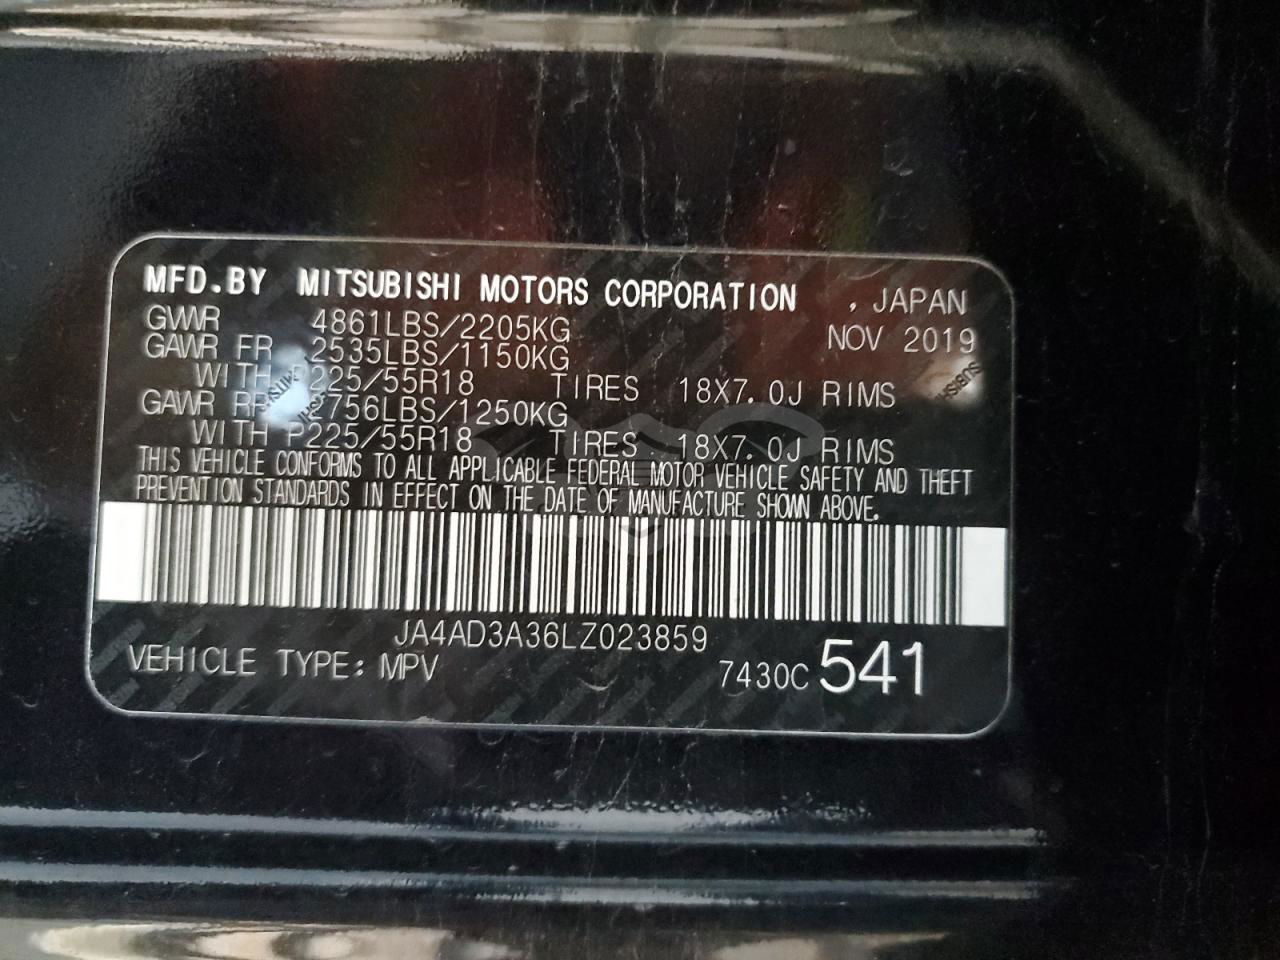 MFD.BY MITSUBISHI MOTORS CORPORATION , JAPAN
GVWR 4861LBS/2205KG NOV 2019
GAWR FR 2535LBS/1150KG
WITH P225/55R18 TIRES 18X7.0J RIMS
GAWR RR 2756LBS/1250KG
WITH P225/55R18 TIRES 18X7.0J RIMS
THIS VEHICLE CONFORMS TO ALL APPLICABLE FEDERAL MOTOR VEHICLE SAFETY AND THEFT
PREVENTION STANDARDS IN EFFECT ON THE DATE OF MANUFACTURE SHOWN ABOVE.
JA4AD3A36LZ023859
VEHICLE TYPE: MPV 7430C 541